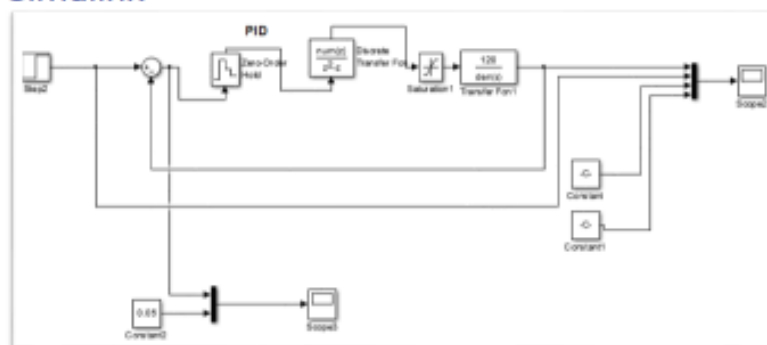 PID
Step2
Zero-Order
Hold
num(z)
z²-z
Discrete
Transfer Fcn
Saturation1
120
den(s)
Transfer Fcn1
Scope2
-C-
Constant
-C-
Constant1
0.05
Constant2
Scope3